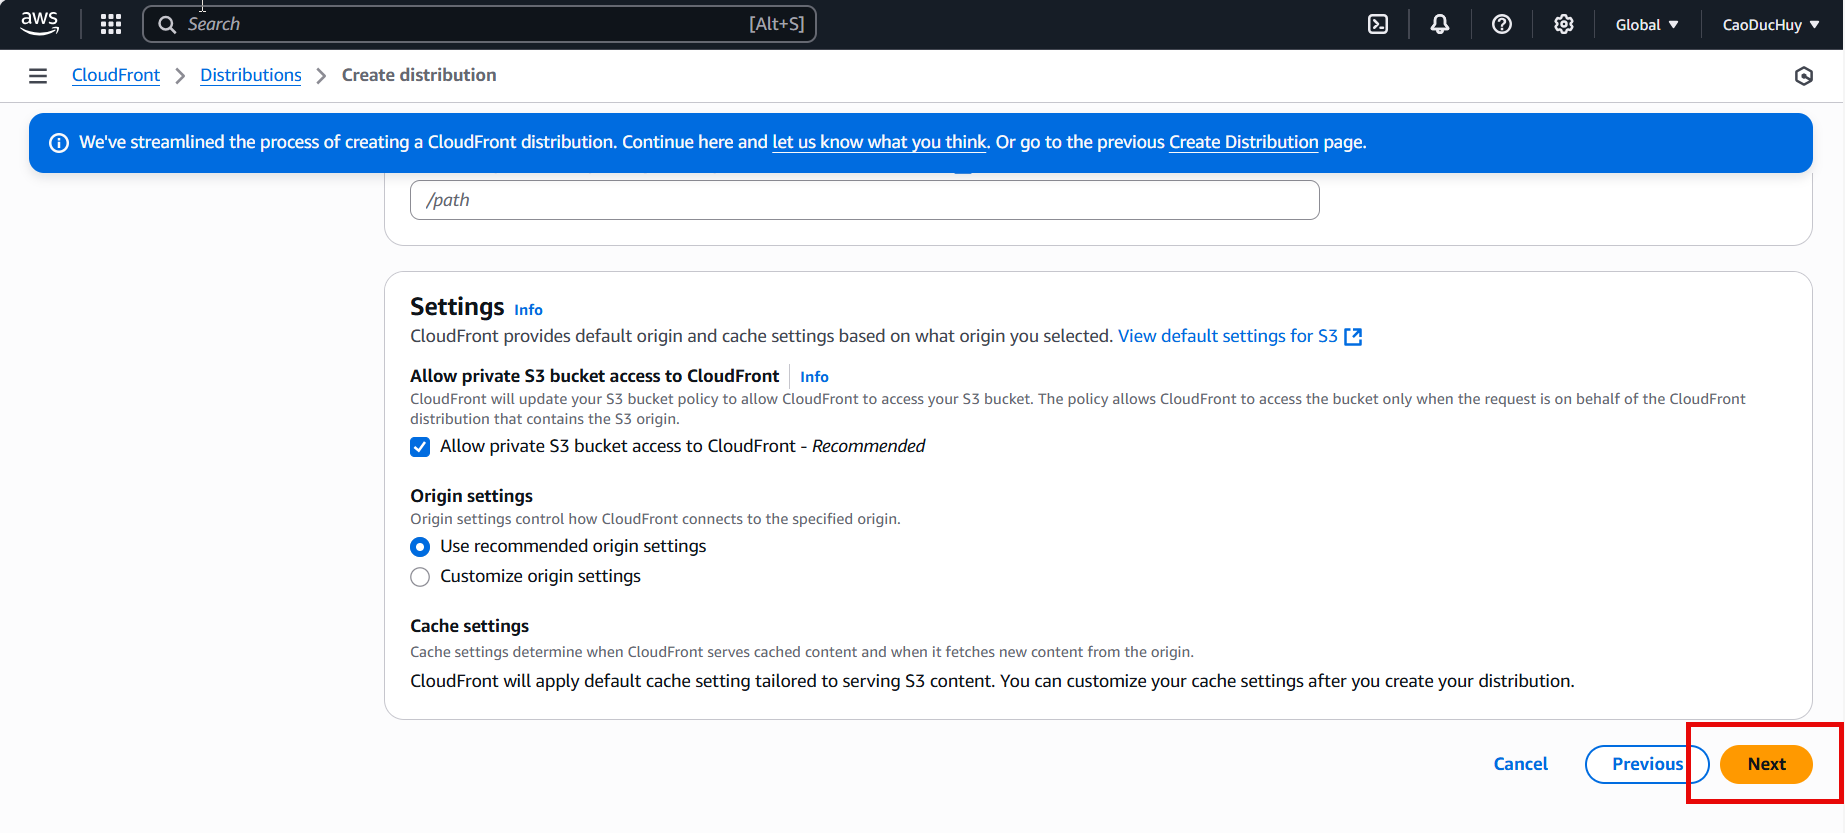 aws
Search
[Alt+S]
Global
CaoDucHuy
CloudFront
Distributions
Create distribution
We've streamlined the process of creating a CloudFront distribution. Continue here and let us know what you think. Or go to the previous Create Distribution page.
/path
Settings Info
CloudFront provides default origin and cache settings based on what origin you selected. View default settings for S3
Allow private S3 bucket access to CloudFront Info
CloudFront will update your S3 bucket policy to allow CloudFront to access your S3 bucket. The policy allows CloudFront to access the bucket only when the request is on behalf of the CloudFront
distribution that contains the S3 origin.
Allow private S3 bucket access to CloudFront - Recommended
Origin settings
Origin settings control how CloudFront connects to the specified origin.
Use recommended origin settings
Customize origin settings
Cache settings
Cache settings determine when CloudFront serves cached content and when it fetches new content from the origin.
CloudFront will apply default cache setting tailored to serving S3 content. You can customize your cache settings after you create your distribution.
Cancel
Previous
Next